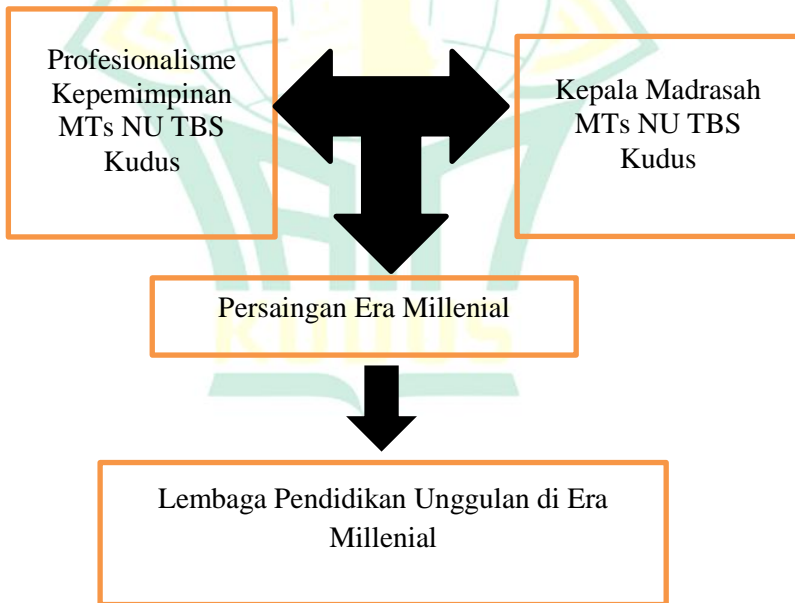 Profesionalisme
Kepemimpinan
MTs NU TBS
Kudus
Kepala Madrasah
MTs NU TBS
Kudus
Persaingan Era Millenial
KUDUS
Lembaga Pendidikan Unggulan di Era
Millenial